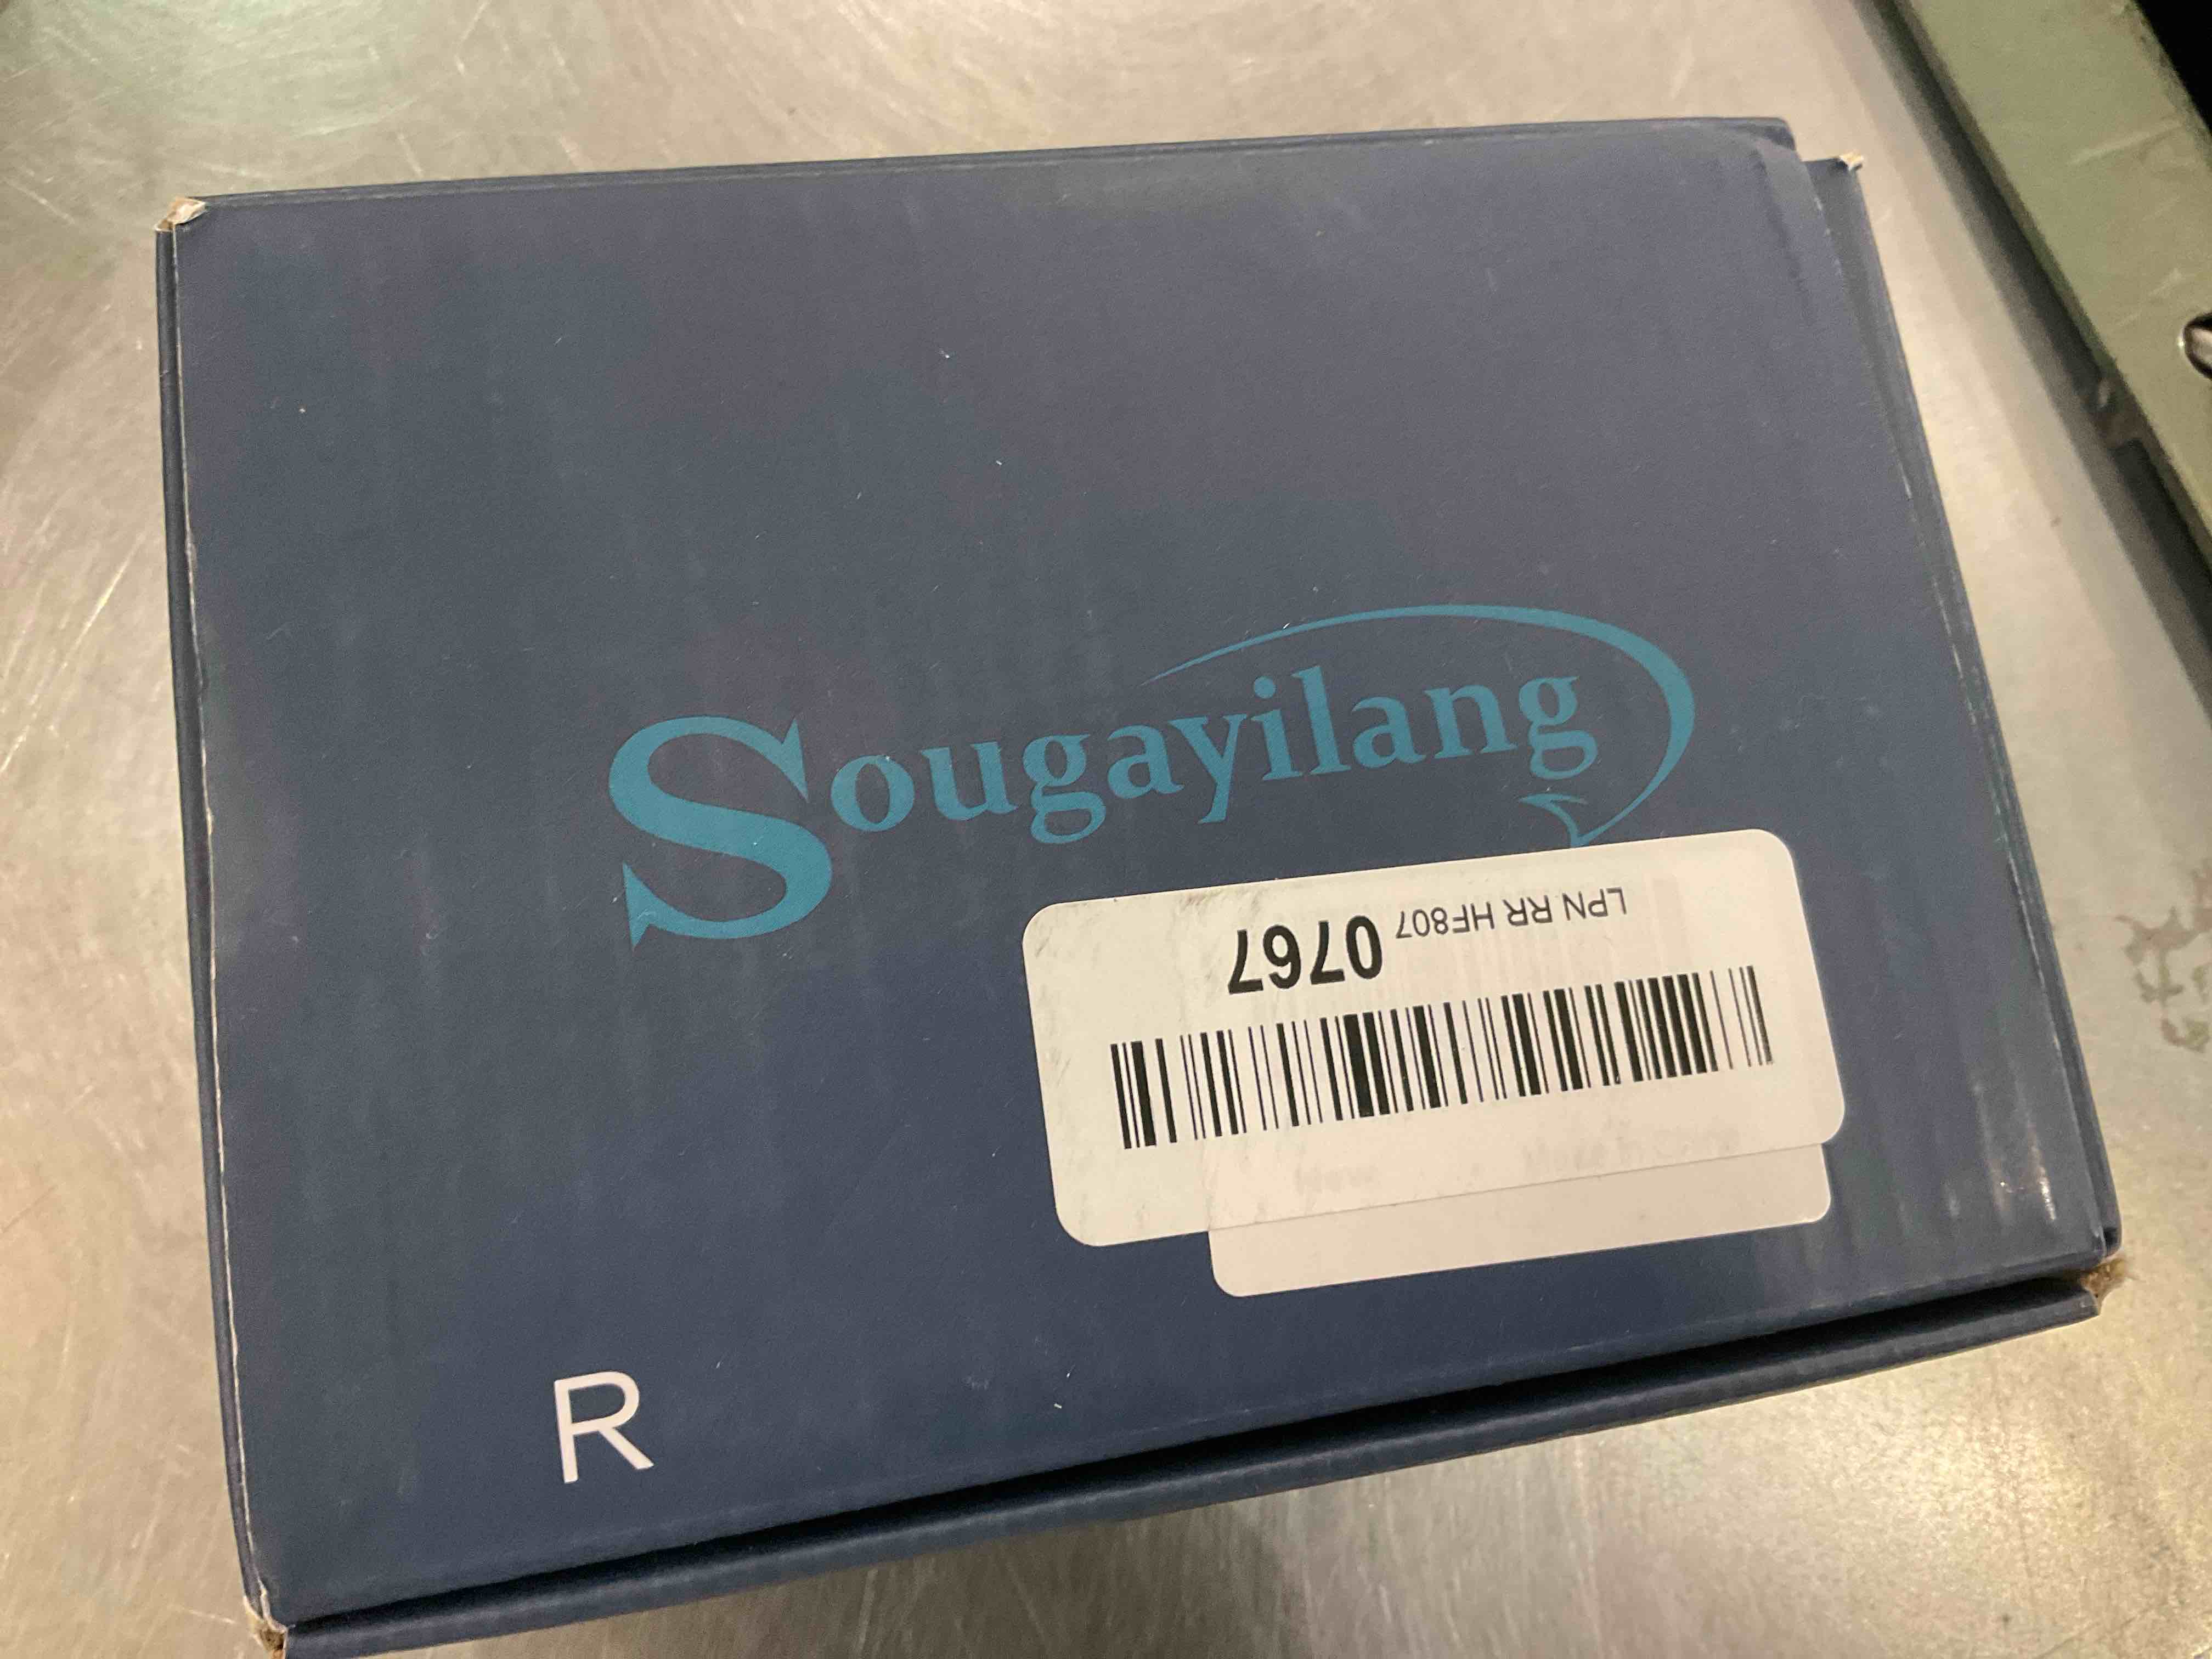 Sougayilang
LPN RR HF807 0767
R